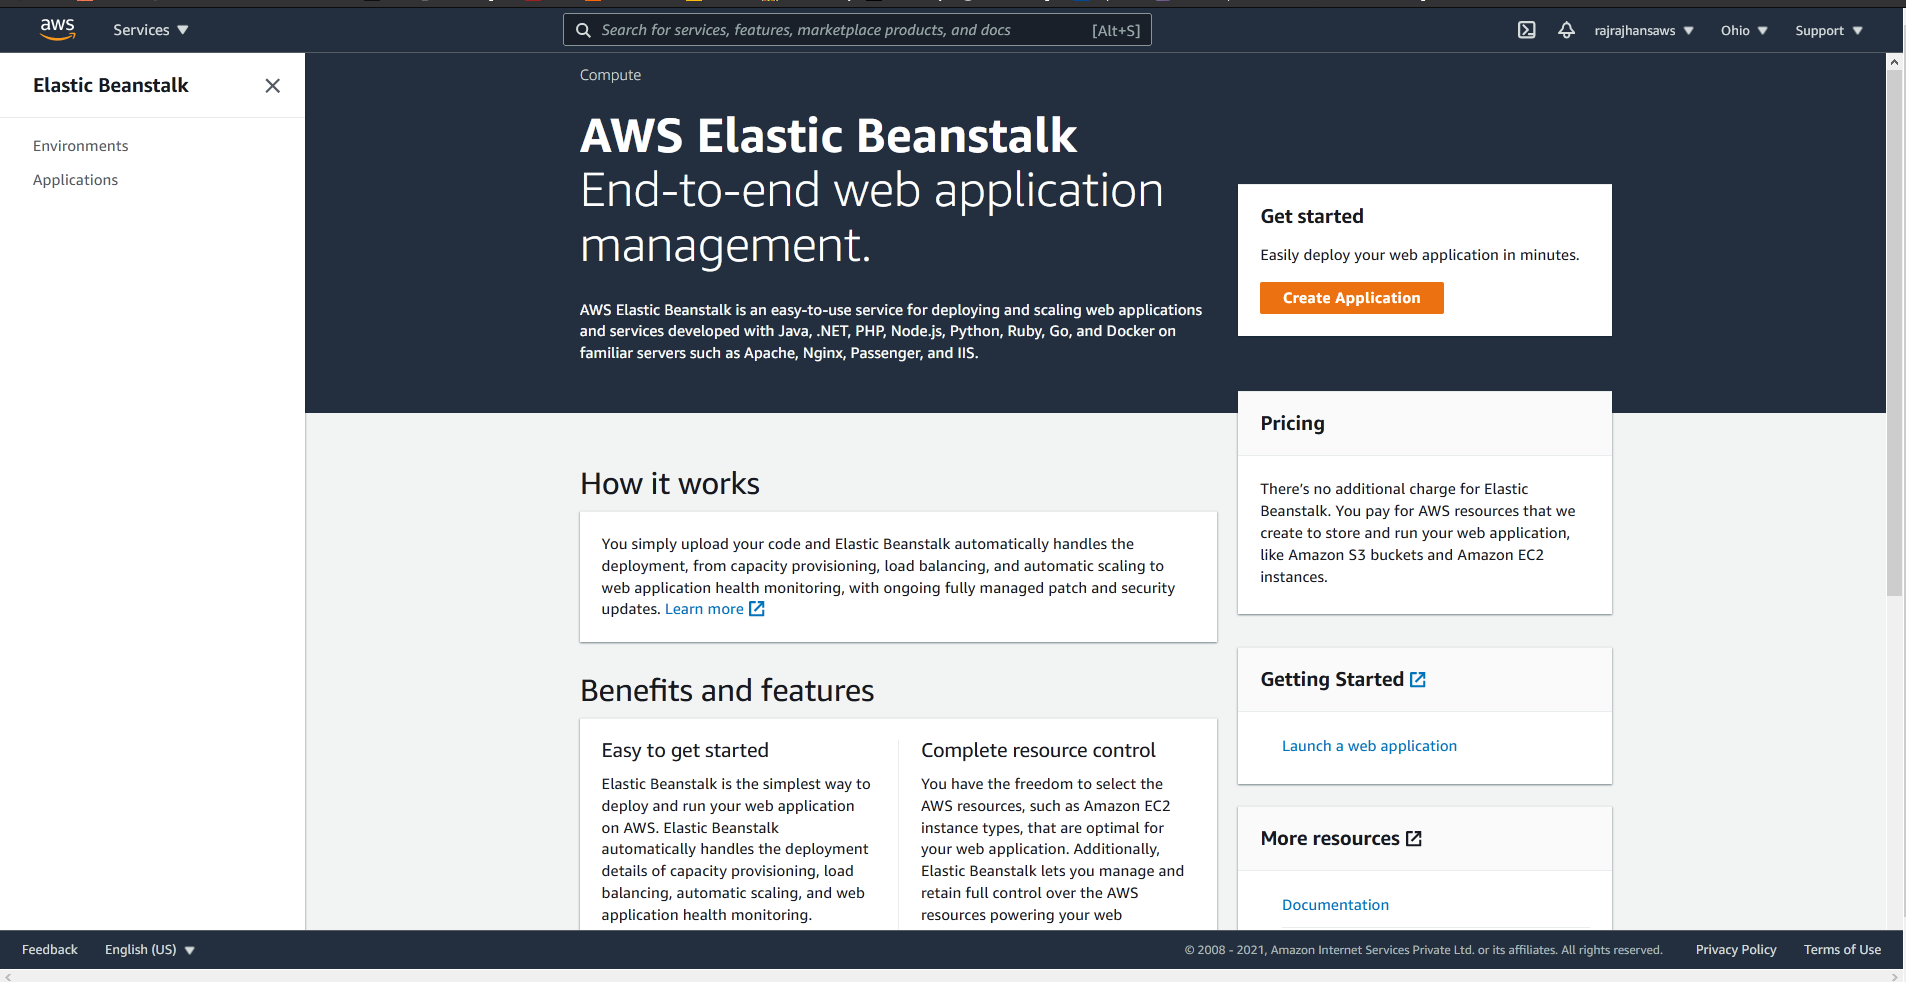 aws
Services
Search for services, features, marketplace products, and docs
[Alt+S]
rajrajhansaws
Ohio
Support
Elastic Beanstalk
Environments
Applications
Compute
AWS Elastic Beanstalk
End-to-end web application
management.
AWS Elastic Beanstalk is an easy-to-use service for deploying and scaling web applications
and services developed with Java, .NET, PHP, Node.js, Python, Ruby, Go, and Docker on
familiar servers such as Apache, Nginx, Passenger, and IIS.
Get started
Easily deploy your web application in minutes.
Create Application
Pricing
There's no additional charge for Elastic
Beanstalk. You pay for AWS resources that we
create to store and run your web application,
like Amazon S3 buckets and Amazon EC2
instances.
How it works
You simply upload your code and Elastic Beanstalk automatically handles the
deployment, from capacity provisioning, load balancing, and automatic scaling to
web application health monitoring, with ongoing fully managed patch and security
updates. Learn more
Getting Started
Launch a web application
Benefits and features
Easy to get started
Elastic Beanstalk is the simplest way to
deploy and run your web application
on AWS. Elastic Beanstalk
automatically handles the deployment
details of capacity provisioning, load
balancing, automatic scaling, and web
application health monitoring.
Complete resource control
You have the freedom to select the
AWS resources, such as Amazon EC2
instance types, that are optimal for
your web application. Additionally,
Elastic Beanstalk lets you manage and
retain full control over the AWS
resources powering your web
More resources
Documentation
Feedback
English (US)
© 2008 - 2021, Amazon Internet Services Private Ltd. or its affiliates. All rights reserved.
Privacy Policy
Terms of Use